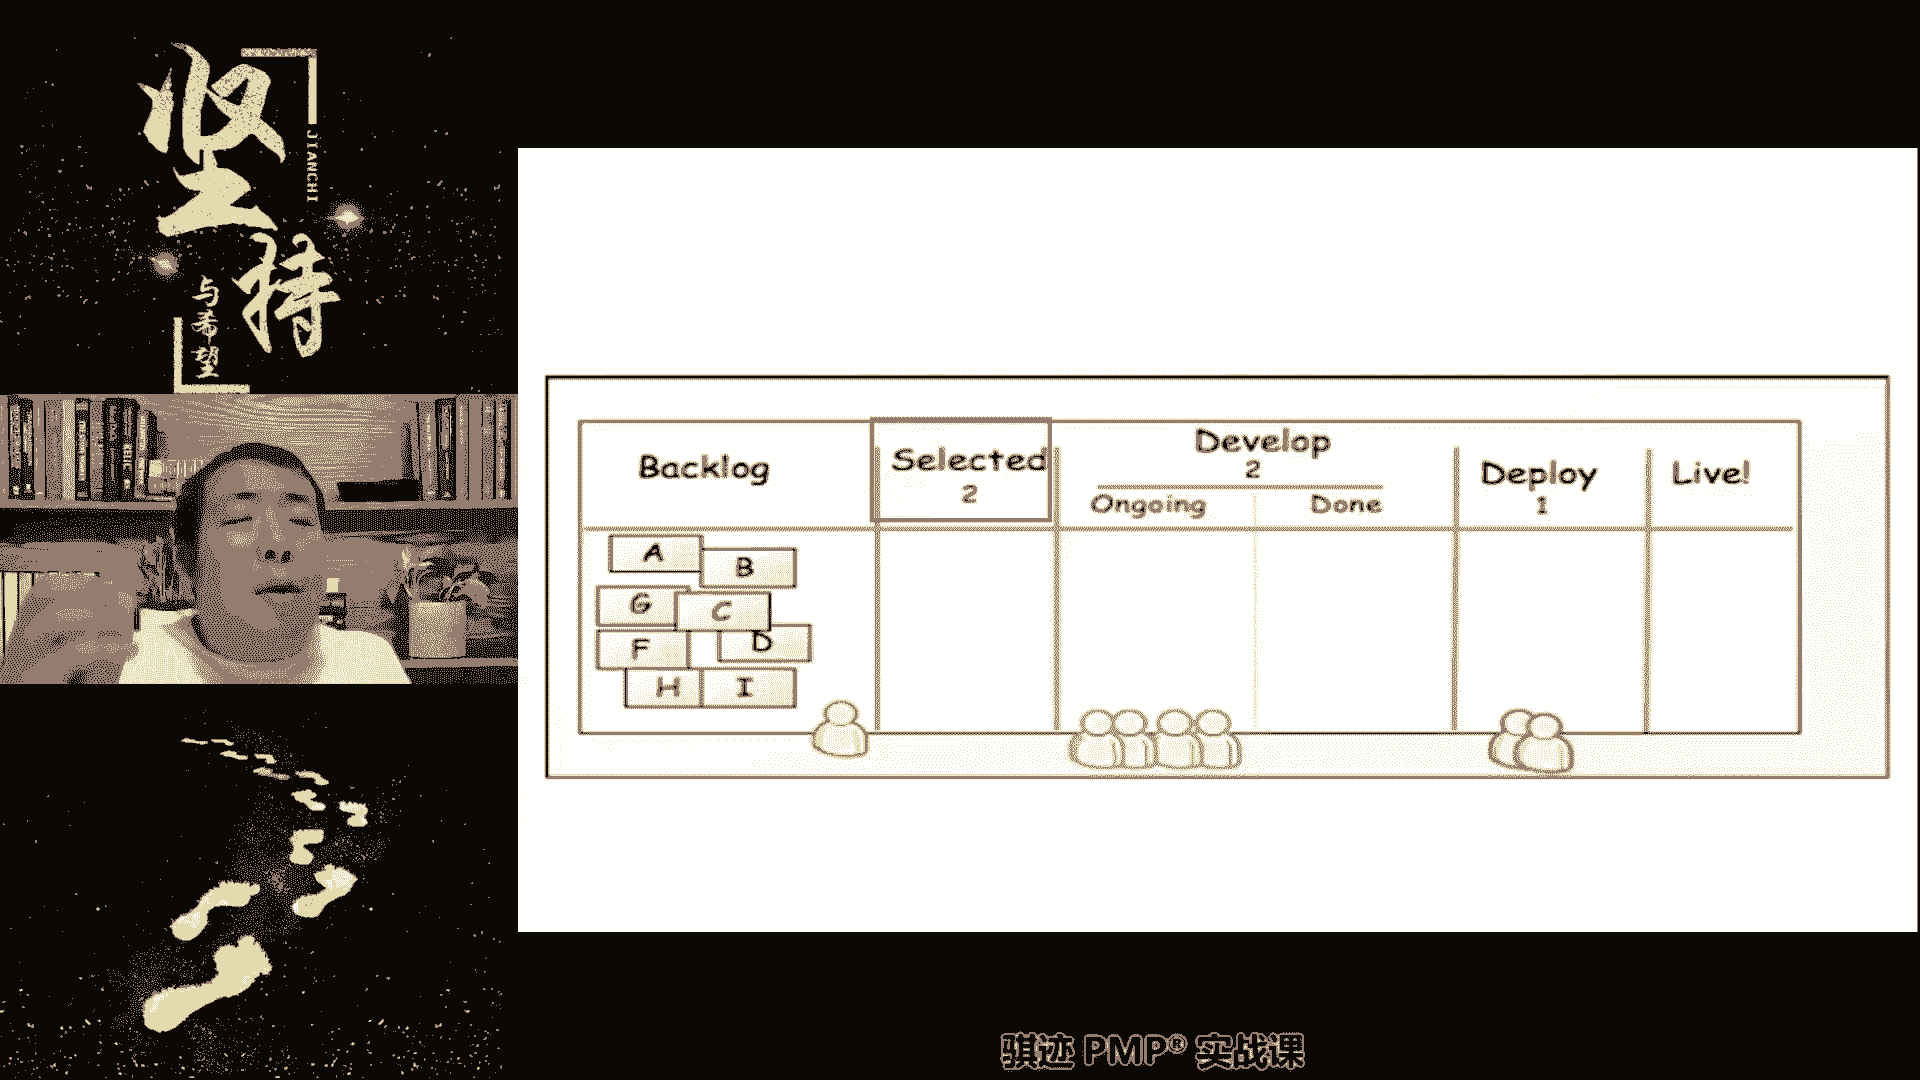 坚持
JIANCHI
与希望
Backlog
Selected
2
Develop
2
Ongoing
Done
Deploy
1
Live!
A
B
G
C
F
D
H
I
骐迹 PMP® 实战课